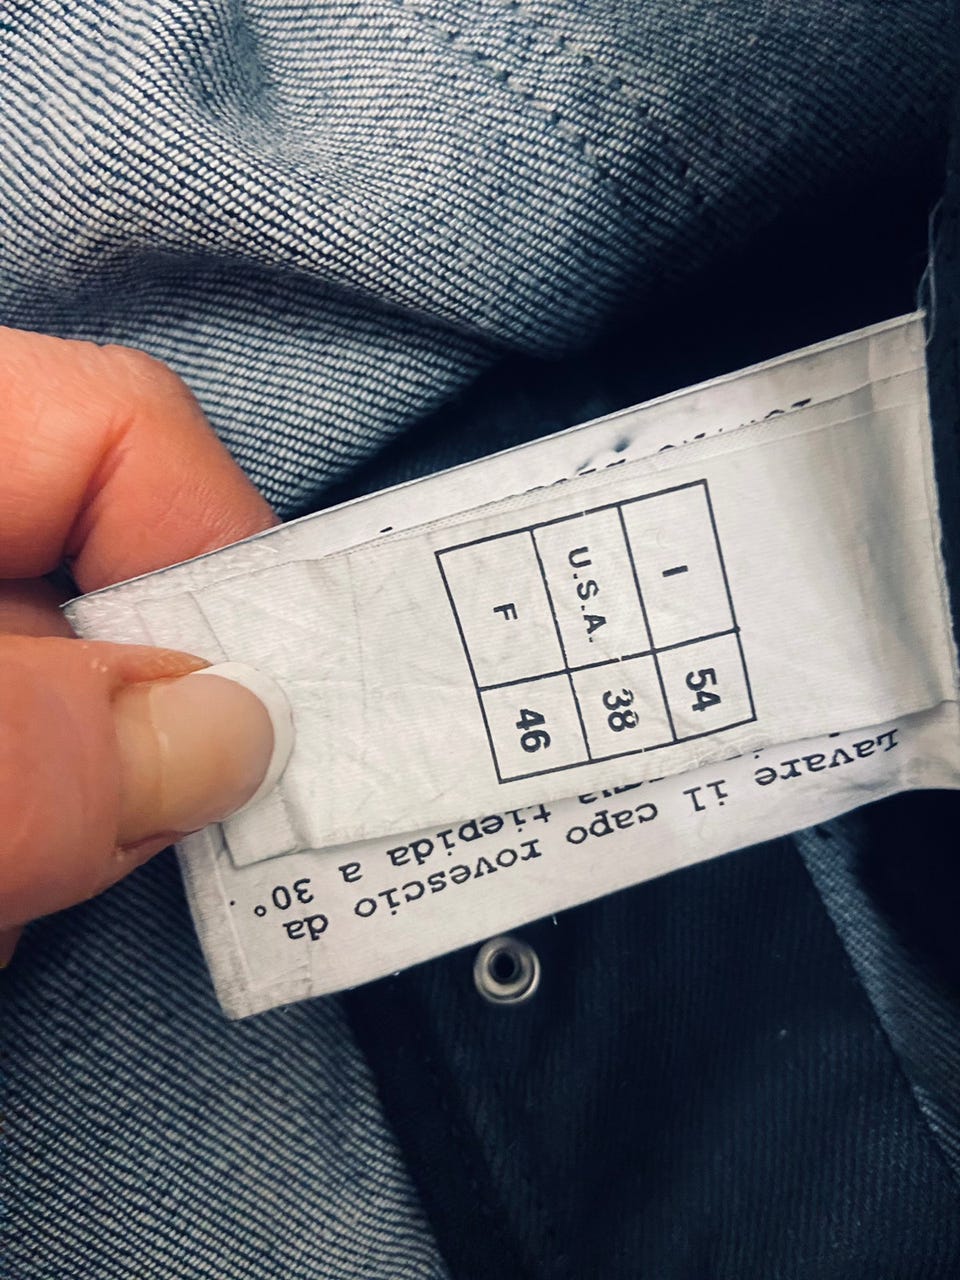 I 54
U.S.A. 38
F 46
Lavare il capo rovescio da
tiepida a 30°.